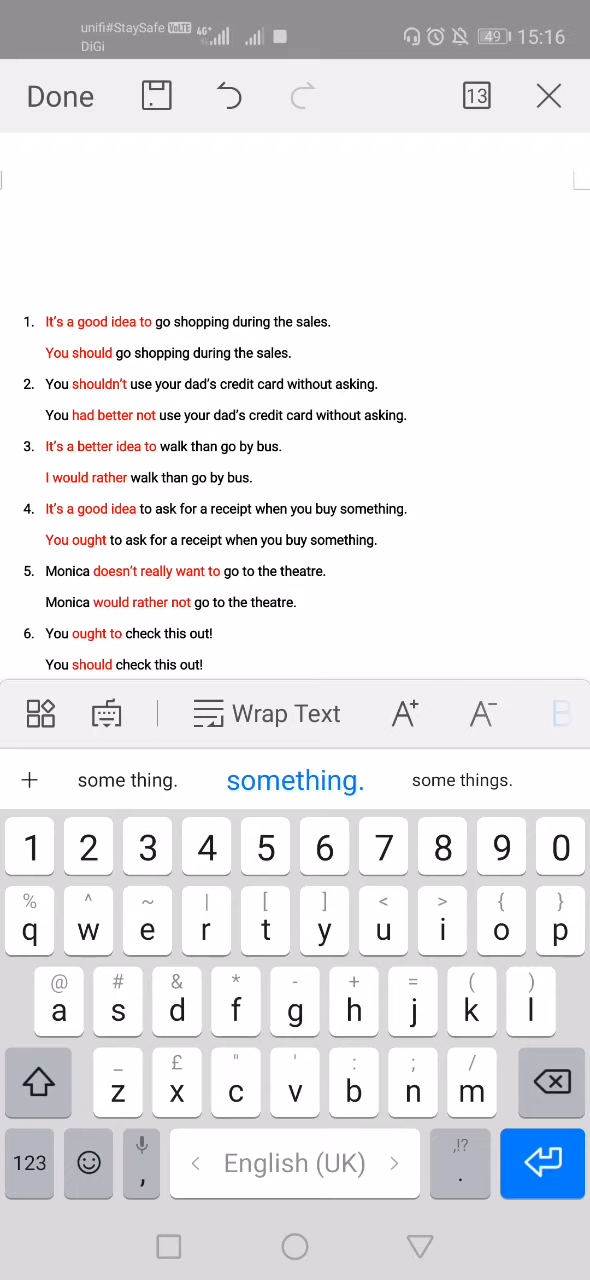 unifi#StaySafe VoLTE 4G+
DiGi
49 15:16
Done 13
1. It's a good idea to go shopping during the sales.
You should go shopping during the sales.
2. You shouldn't use your dad's credit card without asking.
You had better not use your dad's credit card without asking.
3. It's a better idea to walk than go by bus.
I would rather walk than go by bus.
4. It's a good idea to ask for a receipt when you buy something.
You ought to ask for a receipt when you buy something.
5. Monica doesn't really want to go to the theatre.
Monica would rather not go to the theatre.
6. You ought to check this out!
You should check this out!
Wrap Text A+ A- B
+ some thing. something. some things.
1 2 3 4 5 6 7 8 9 0
% ^ ~ | [ ] < > { }
q w e r t y u i o p
@ # & * - + = ( )
a s d f g h j k l
_ £ " ' : ; /
z x c v b n m
,!?
123 , < English (UK) > .